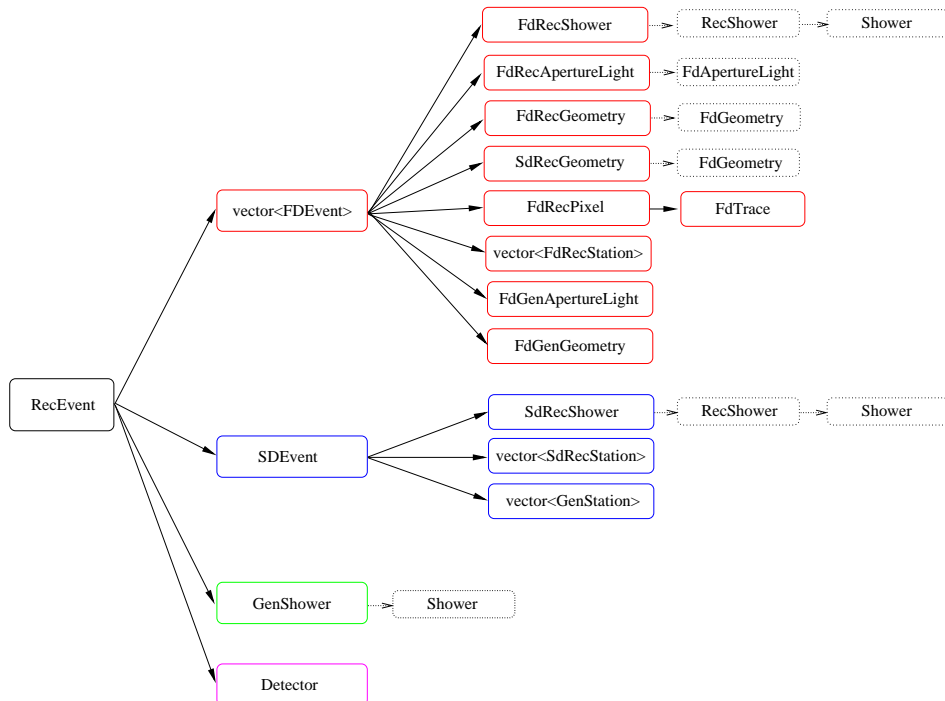 FdRecShower
RecShower
Shower
FdRecApertureLight
FdApertureLight
FdRecGeometry
FdGeometry
SdRecGeometry
FdGeometry
vector<FDEvent>
FdRecPixel
FdTrace
vector<FdRecStation>
FdGenApertureLight
FdGenGeometry
RecEvent
SdRecShower
RecShower
Shower
SDEvent
vector<SdRecStation>
vector<GenStation>
GenShower
Shower
Detector